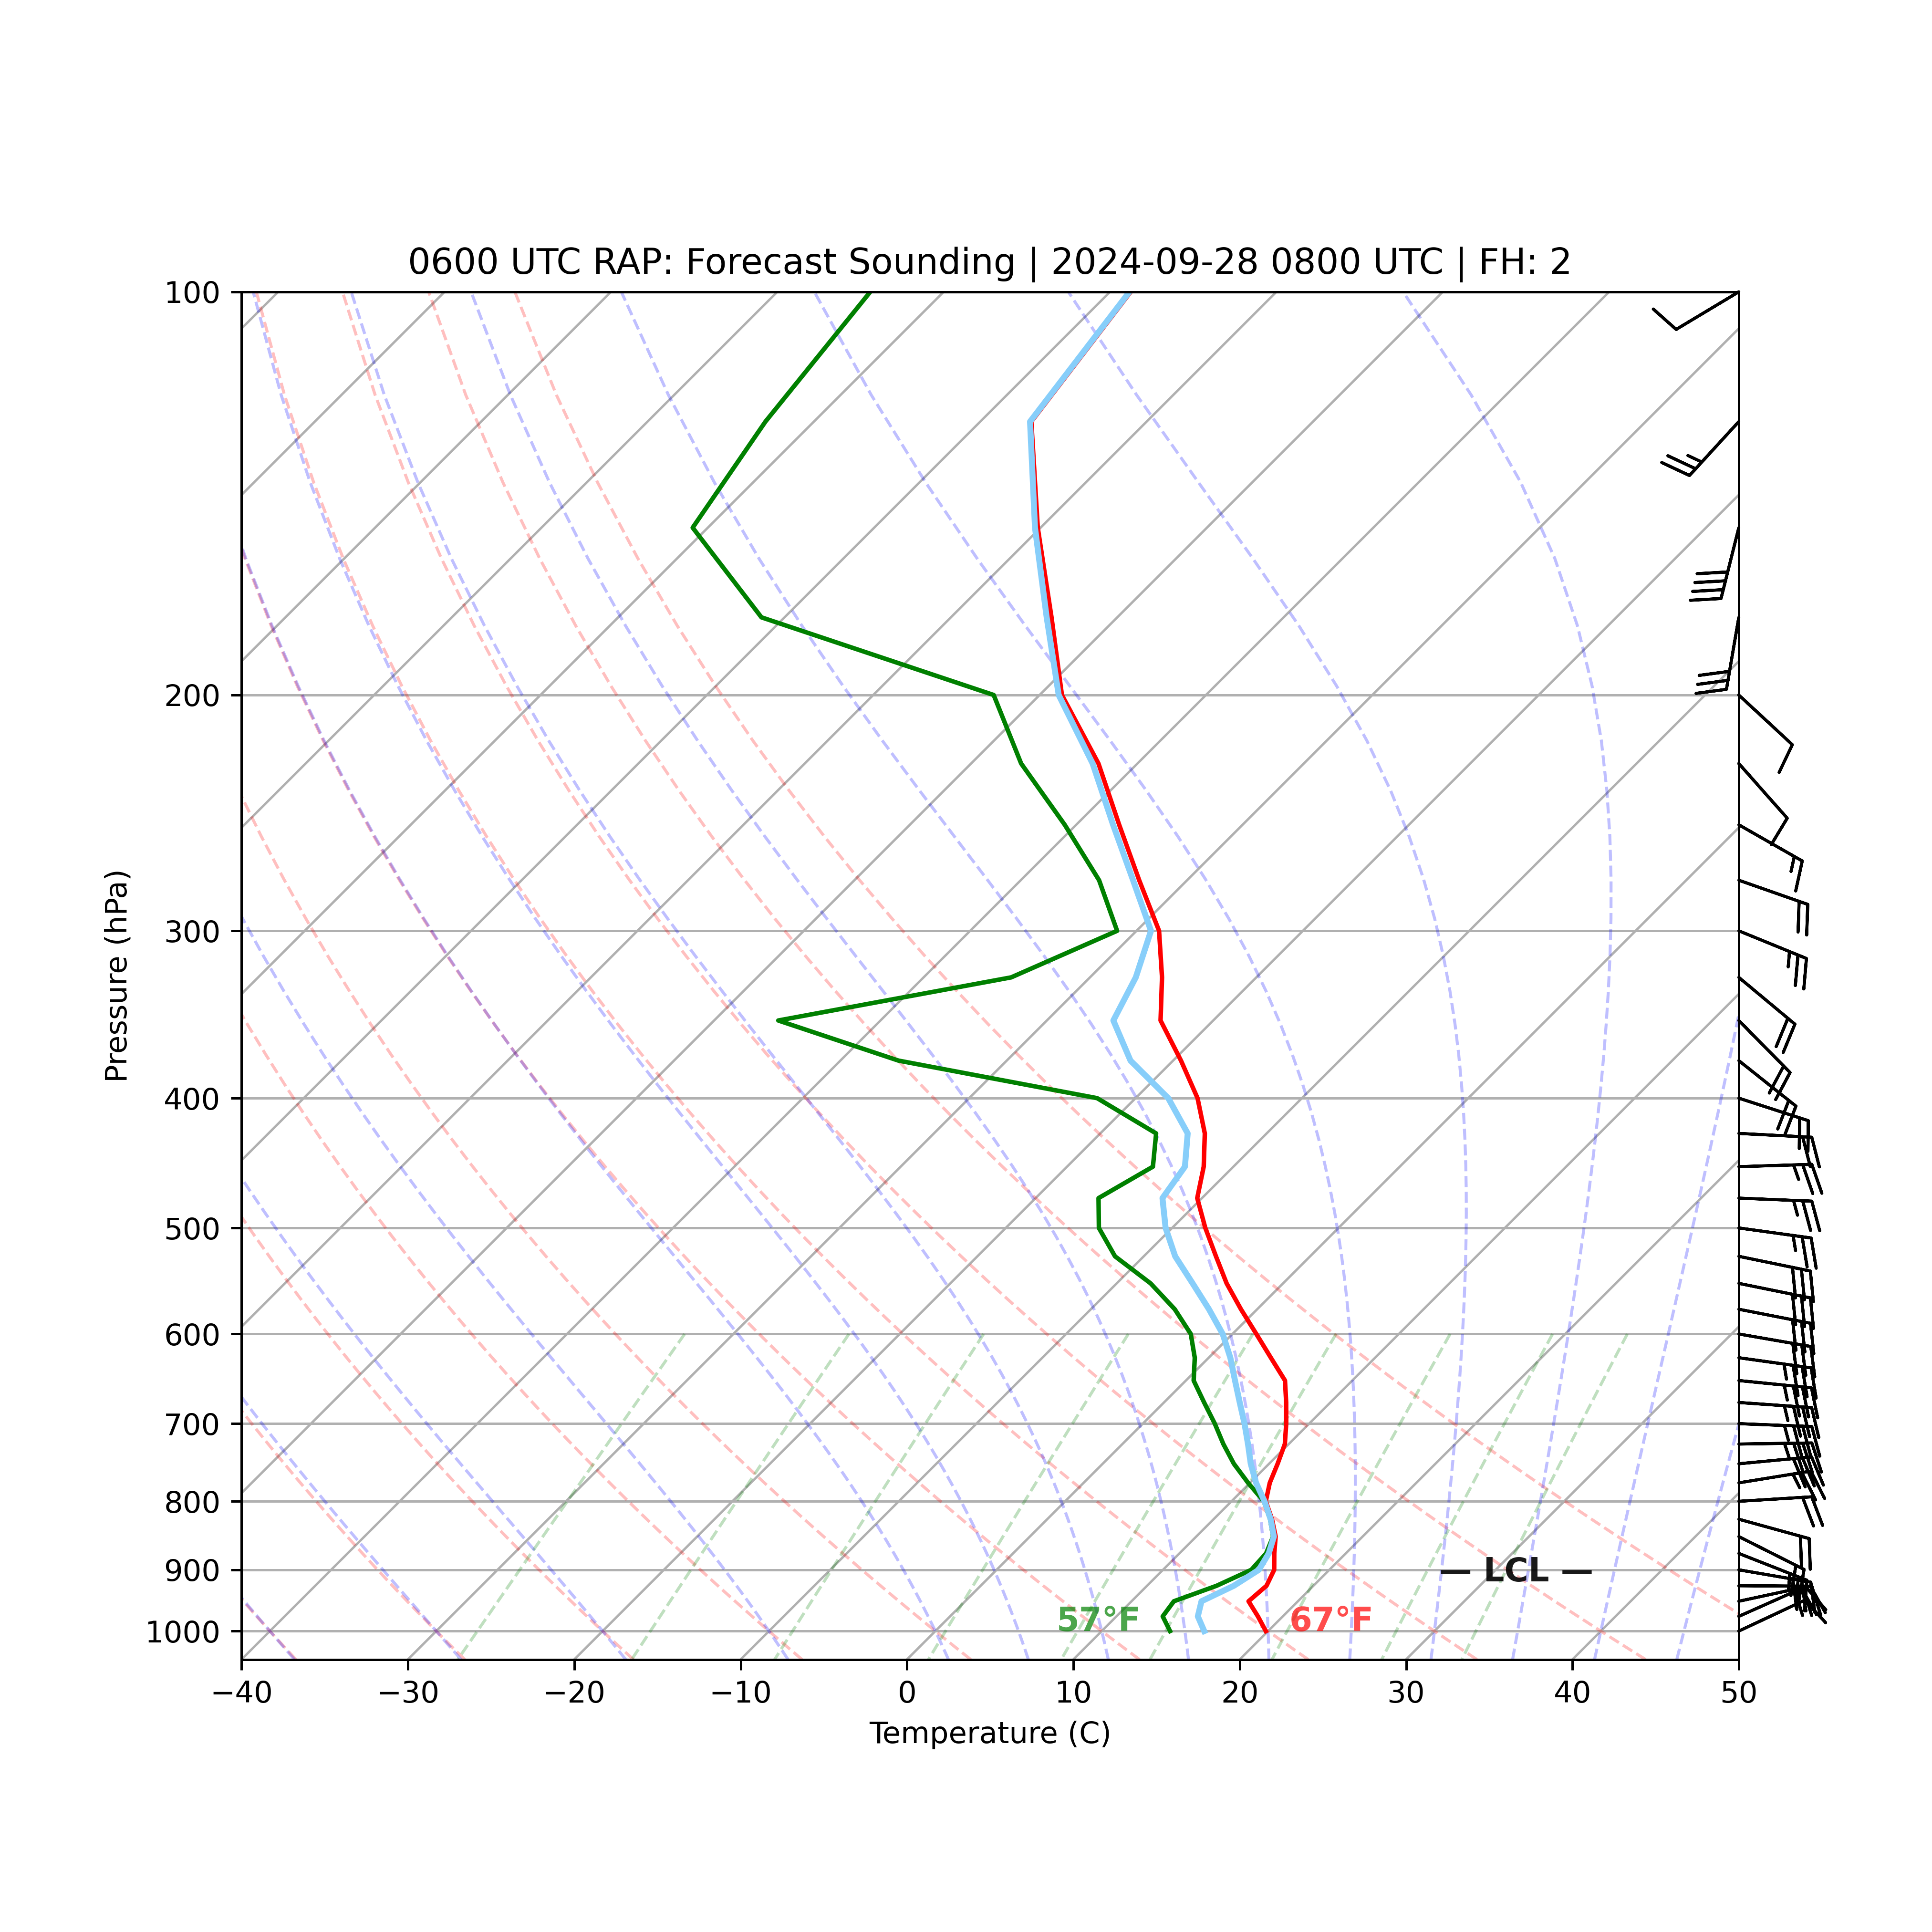 0600 UTC RAP: Forecast Sounding | 2024-09-28 0800 UTC | FH: 2
100
200
300
400
500
600
700
800
900
1000
Pressure (hPa)
— LCL —
57°F
67°F
−40 −30 −20 −10 0 10 20 30 40 50
Temperature (C)